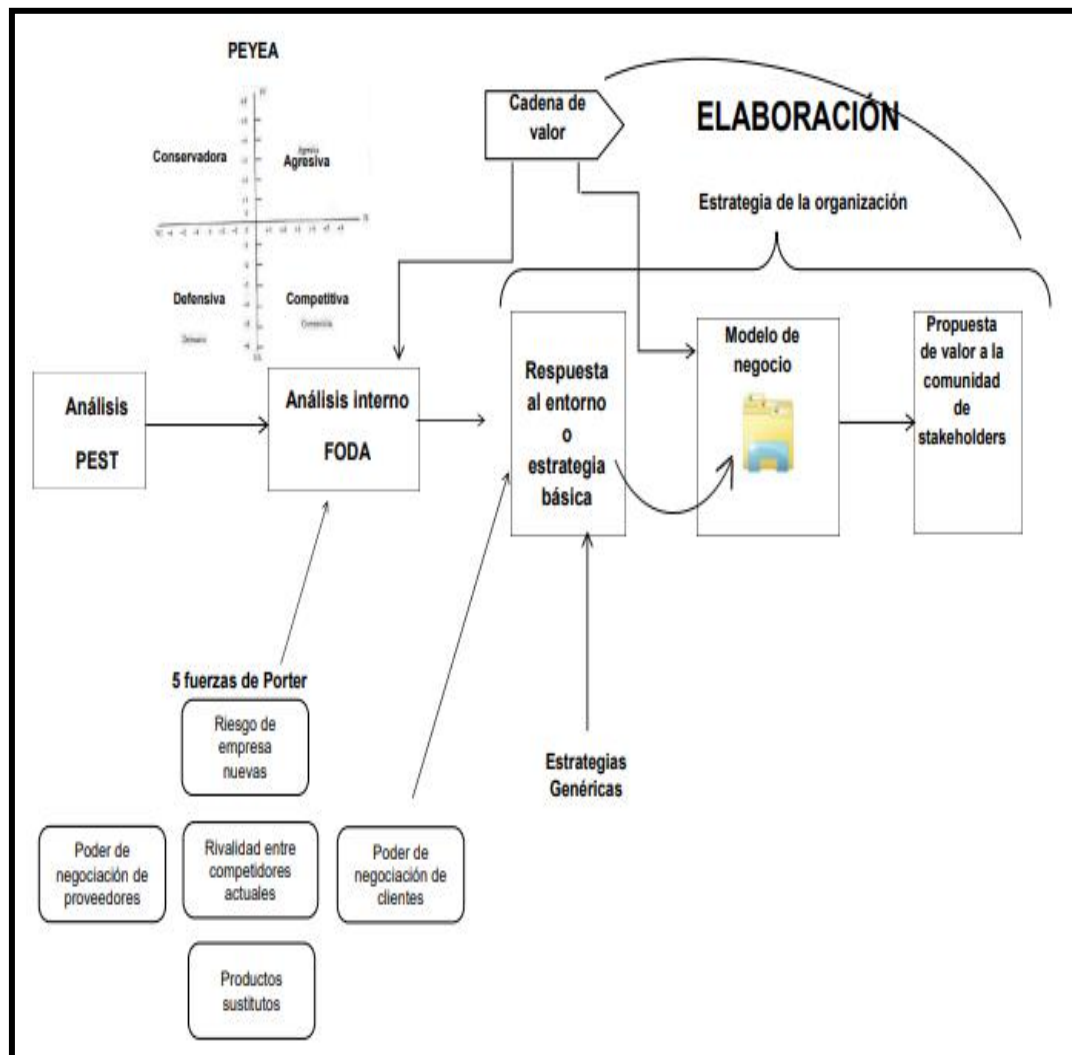 PEYEA
Conservadora
Agresiva
Defensiva
Competitiva
Cadena de
valor
ELABORACIÓN
Estrategia de la organización
Análisis
PEST
Análisis interno
FODA
Respuesta
al entorno
o
estrategia
básica
Modelo de
negocio
Propuesta
de valor a la
comunidad
de
stakeholders
5 fuerzas de Porter
Riesgo de
empresa
nuevas
Poder de
negociación de
proveedores
Rivalidad entre
competidores
actuales
Poder de
negociación de
clientes
Productos
sustitutos
Estrategias
Genéricas